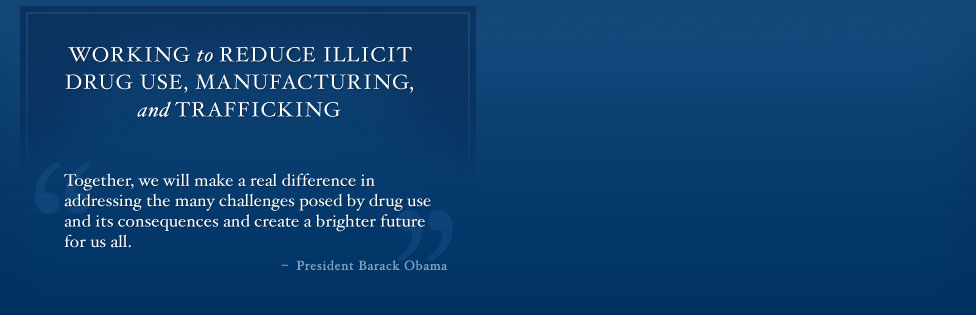 WORKING to REDUCE ILLICIT
DRUG USE, MANUFACTURING,
and TRAFFICKING
“Together, we will make a real difference in
addressing the many challenges posed by drug use
and its consequences and create a brighter future
for us all.”
– President Barack Obama